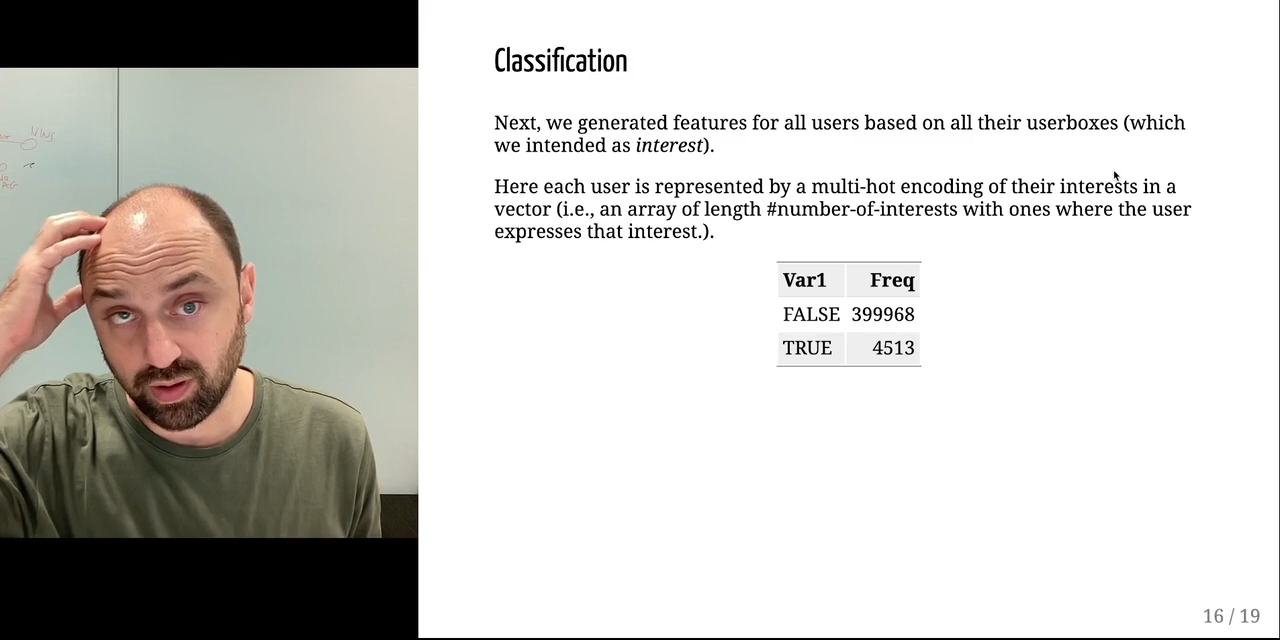 Classification
Next, we generated features for all users based on all their userboxes (which
we intended as interest).
Here each user is represented by a multi-hot encoding of their interests in a
vector (i.e., an array of length #number-of-interests with ones where the user
expresses that interest.).
Var1 Freq
FALSE 399968
TRUE 4513
16 / 19